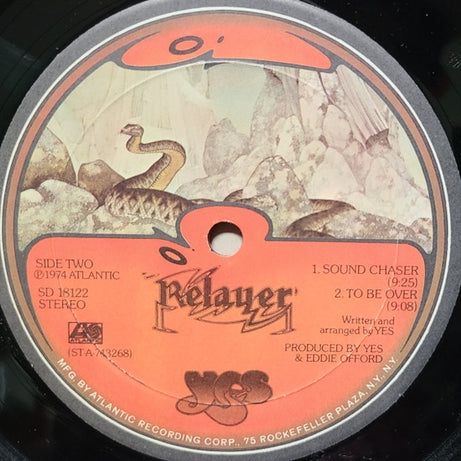 SIDE TWO
℗ 1974 ATLANTIC
SD 18122
STEREO
(ST-A-743268)
Relayer
1. SOUND CHASER
(9:25)
2. TO BE OVER
(9:08)
Written and
arranged by YES
PRODUCED BY YES
& EDDIE OFFORD
yes
MFG. BY ATLANTIC RECORDING CORP., 75 ROCKEFELLER PLAZA, N.Y., N.Y.